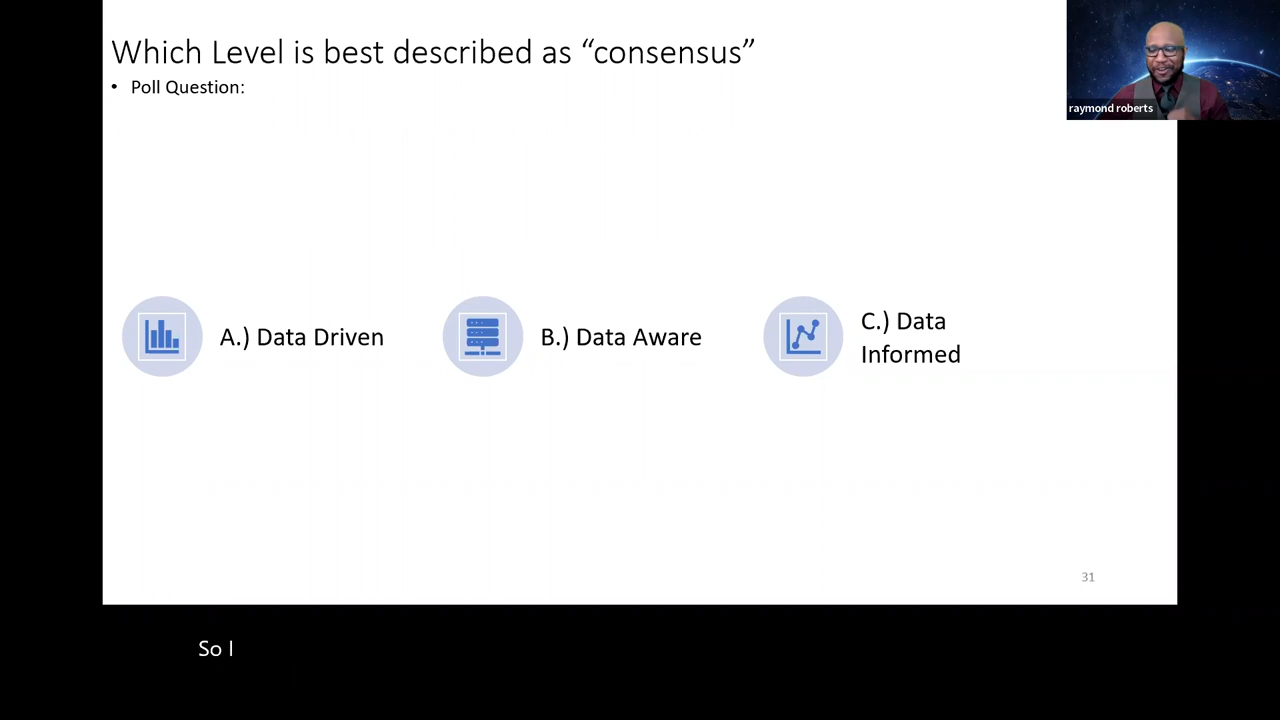 Which Level is best described as “consensus”
• Poll Question:
raymond roberts
A.) Data Driven
B.) Data Aware
C.) Data
Informed
31
So I